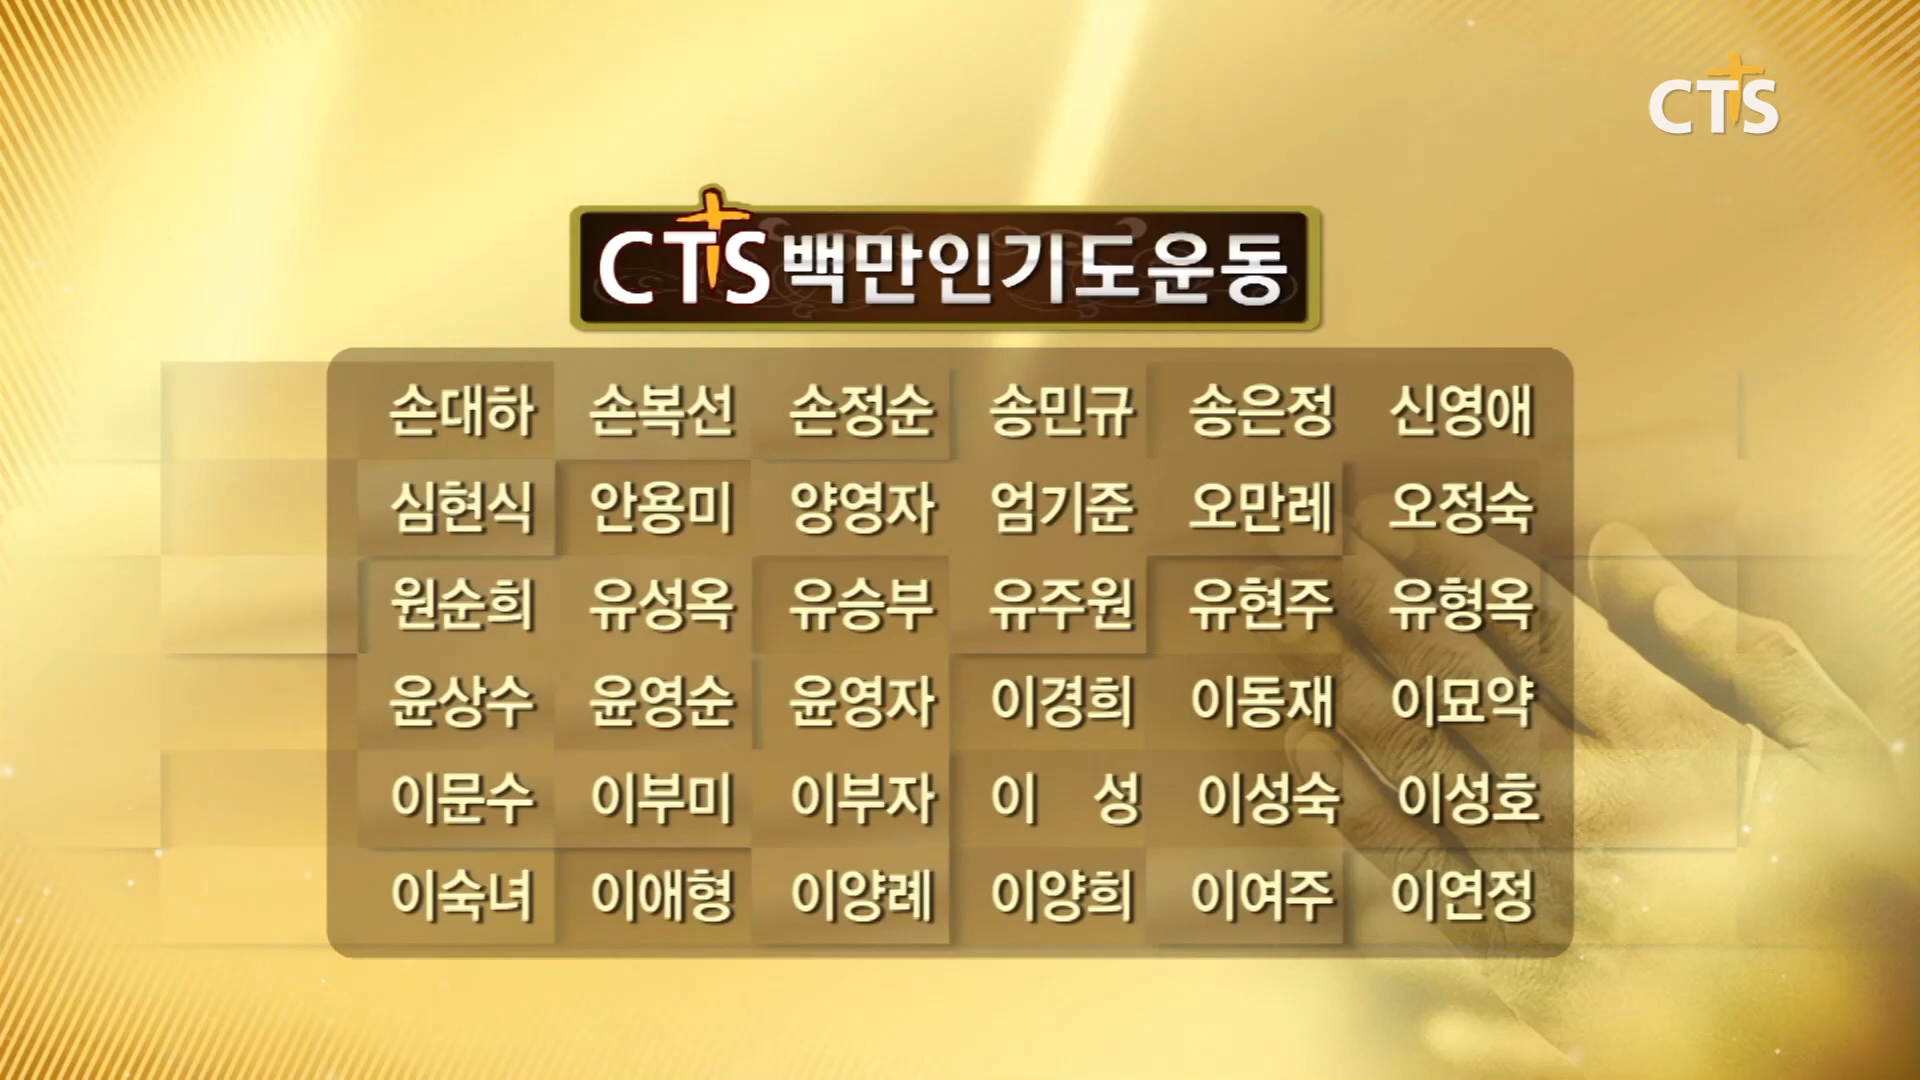 CTS
CTS백만인기도운동
손대하 손복선 손정순 송민규 송은정 신영애
심현식 안용미 양영자 엄기준 오만례 오정숙
원순희 유성옥 유승부 유주원 유현주 유형옥
윤상수 윤영순 윤영자 이경희 이동재 이묘약
이문수 이부미 이부자 이 성 이성숙 이성호
이숙녀 이애형 이양례 이양희 이여주 이연정